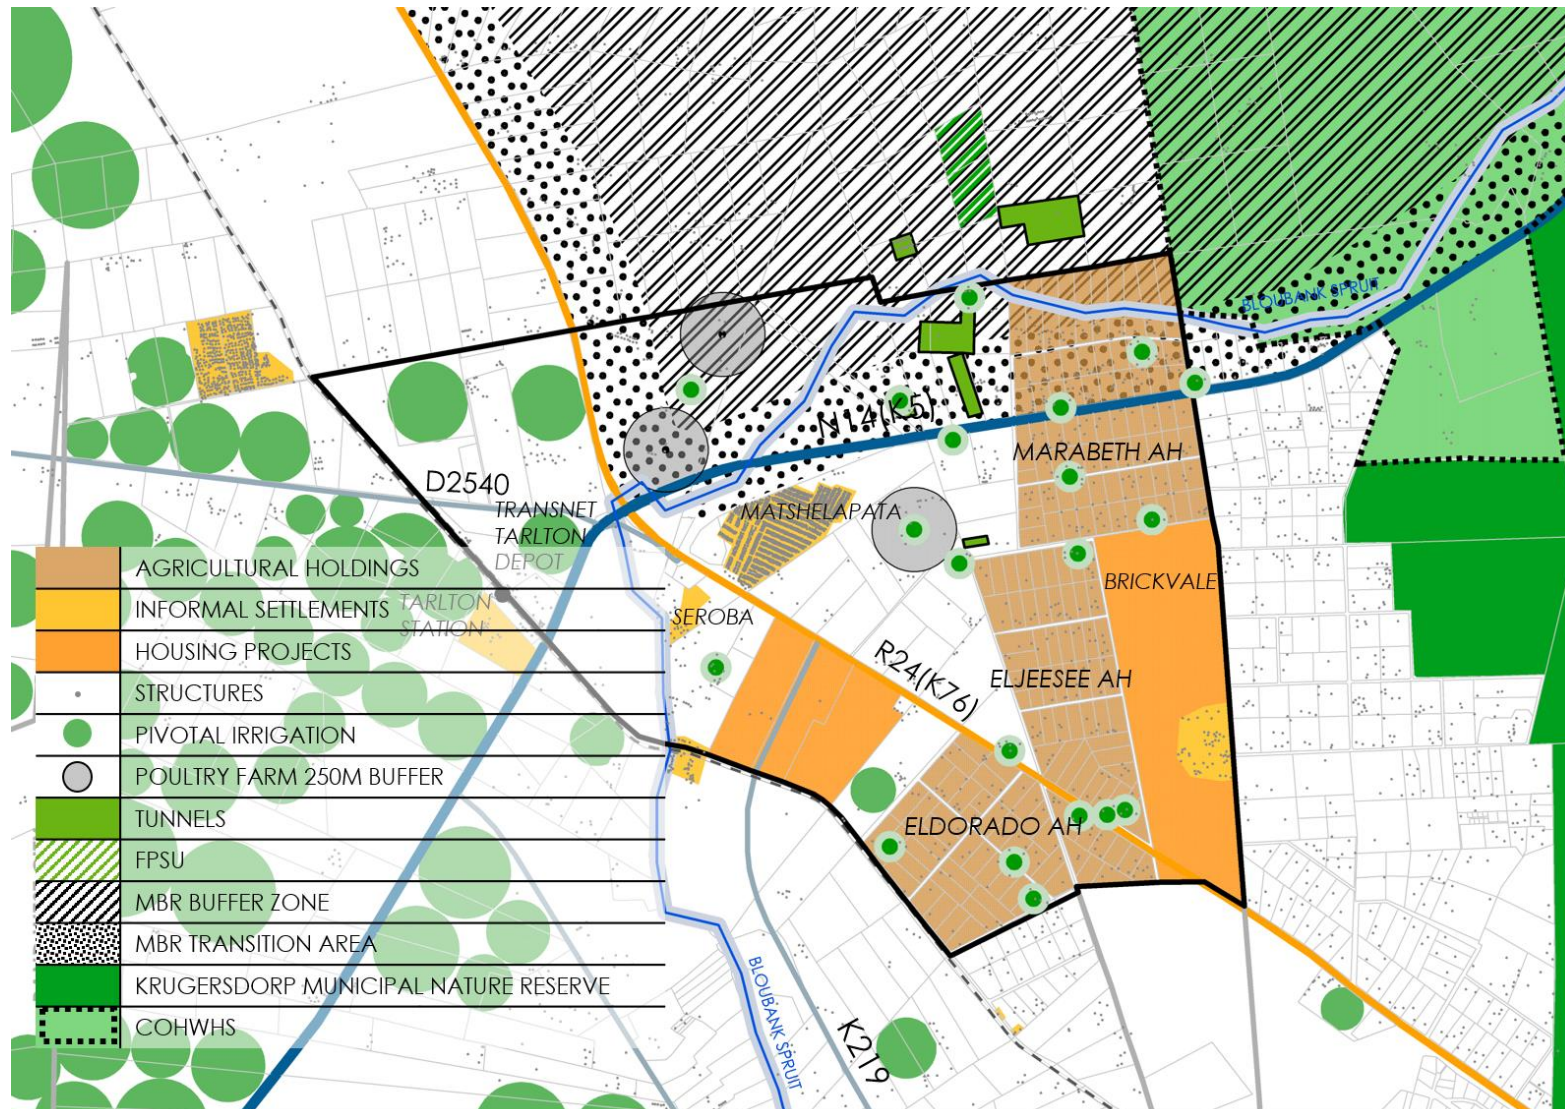 BLOUBANK SPRUIT
N14(K5)
MARABETH AH
D2540
TRANSNET
TARLTON
DEPOT
MATSHELAPATA
BRICKVALE
TARLTON
STATION
SEROBA
R24(K76)
ELJEESEE AH
ELDORADO AH
AGRICULTURAL HOLDINGS
INFORMAL SETTLEMENTS
HOUSING PROJECTS
STRUCTURES
PIVOTAL IRRIGATION
POULTRY FARM 250M BUFFER
TUNNELS
FPSU
MBR BUFFER ZONE
MBR TRANSITION AREA
KRUGERSDORP MUNICIPAL NATURE RESERVE
COHWHS
BLOUBANK SPRUIT
K219